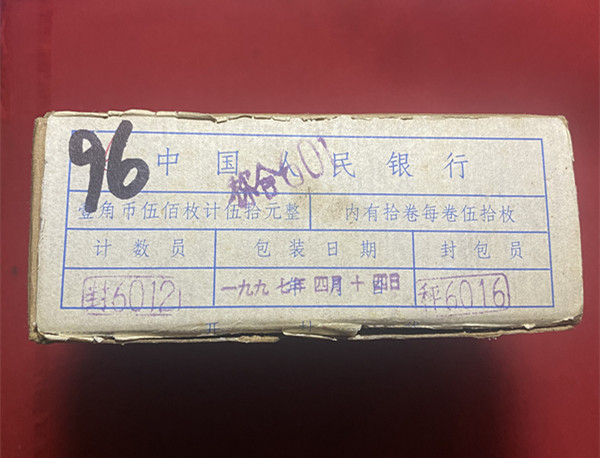 96
中国人民银行
壹角币伍佰枚计伍拾元整 内有拾卷每卷伍拾枚
计数员 包装日期 封包员
封6012 一九九七年四月十四日 秤6016